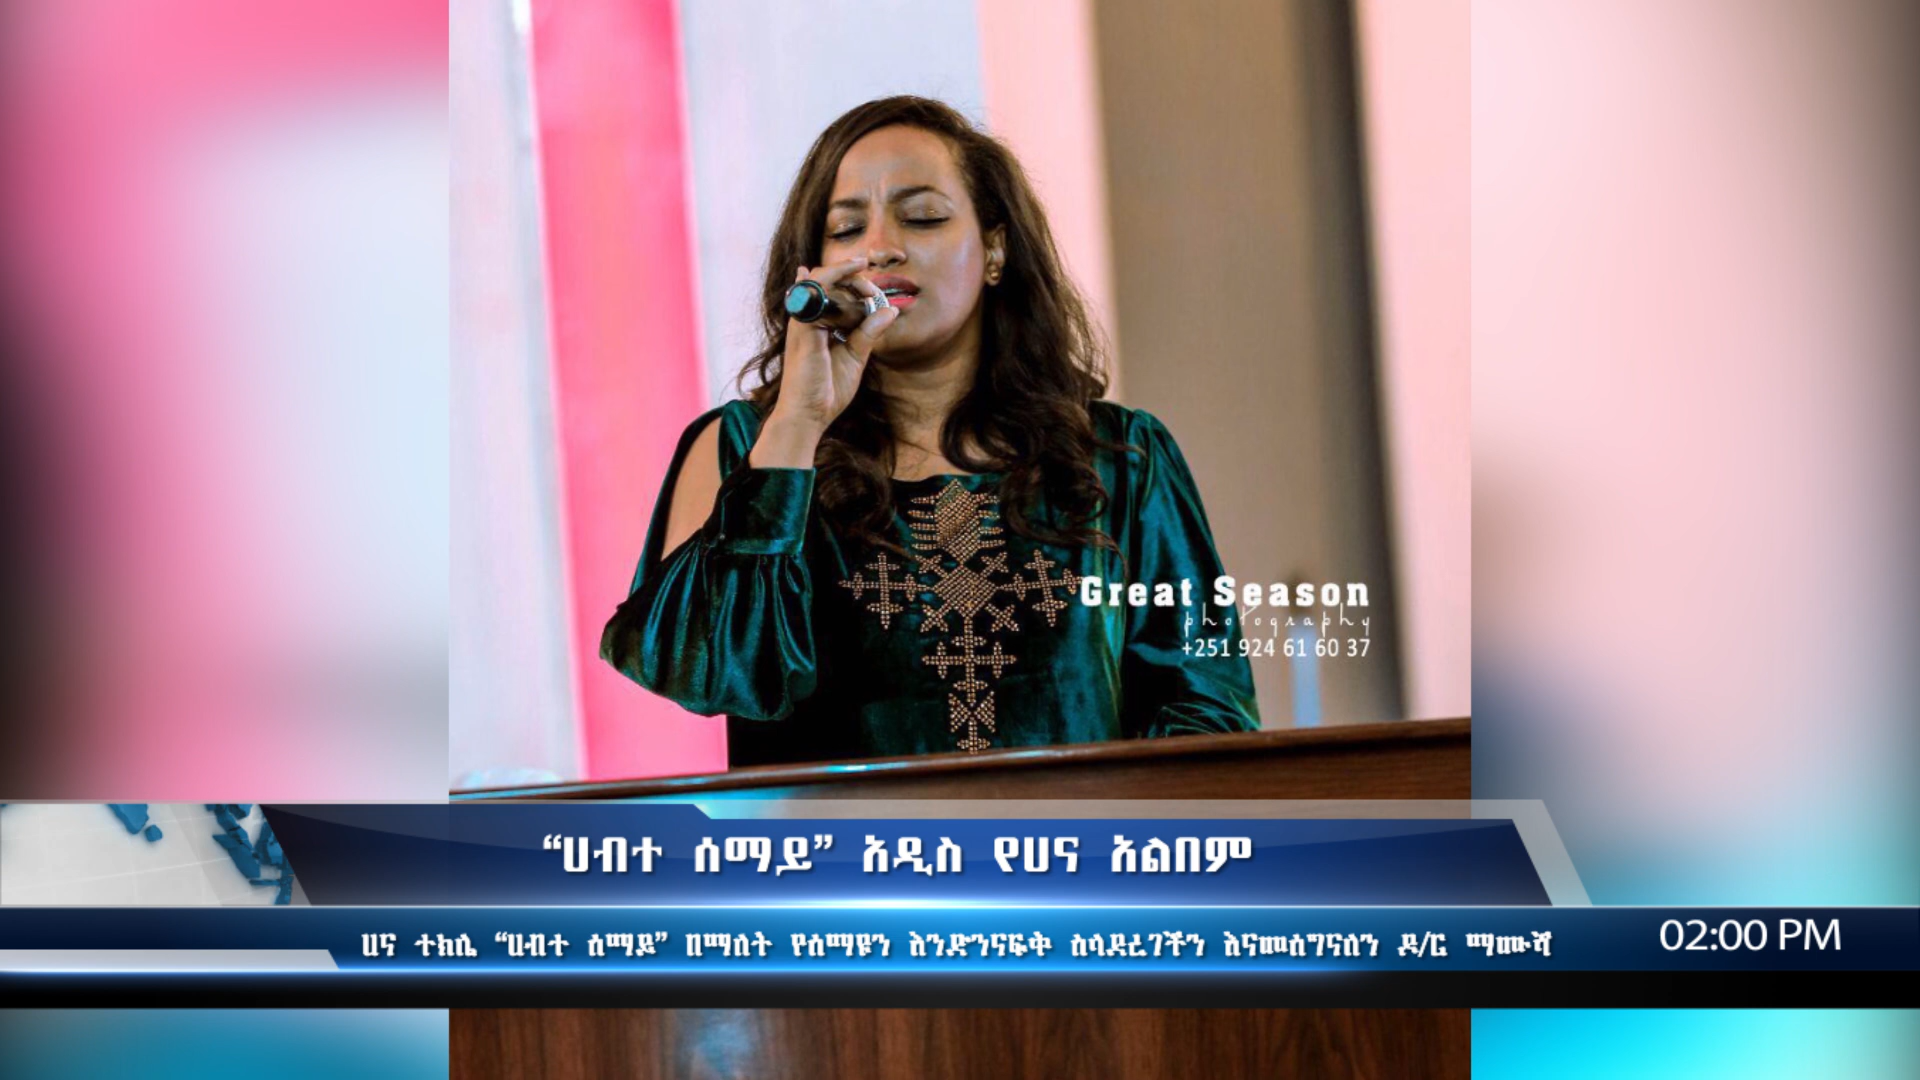 Great Season
photography
+251 924 61 60 37
“ሀብተ ሰማይ” አዲስ የሀና አልበም
ሀና ተክሌ “ሀብተ ሰማይ” በማለት የሰማዩን እንድንናፍቅ ስላደረገችን እናመሰግናለን ዶ/ር ማሙሻ
02:00 PM